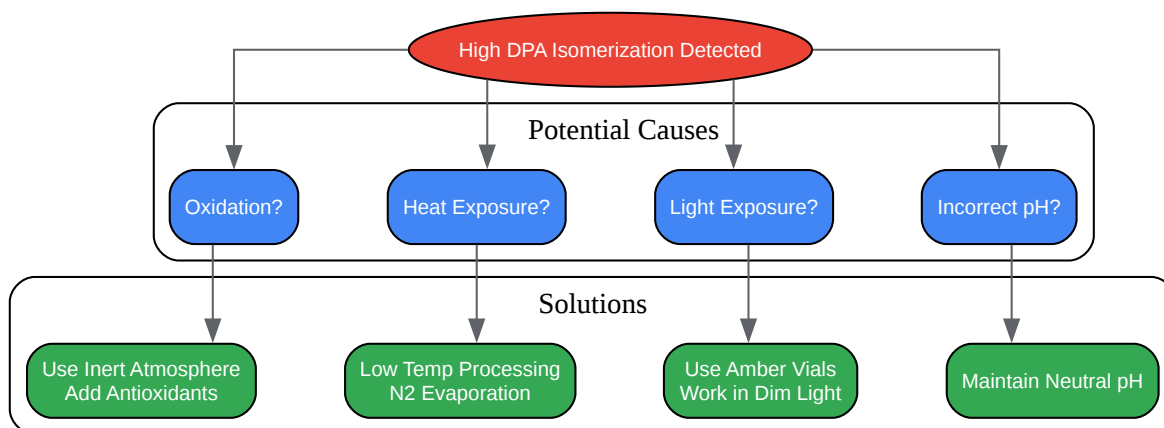 High DPA Isomerization Detected
Potential Causes
Oxidation?
Heat Exposure?
Light Exposure?
Incorrect pH?
Solutions
Use Inert Atmosphere
Add Antioxidants
Low Temp Processing
N2 Evaporation
Use Amber Vials
Work in Dim Light
Maintain Neutral pH